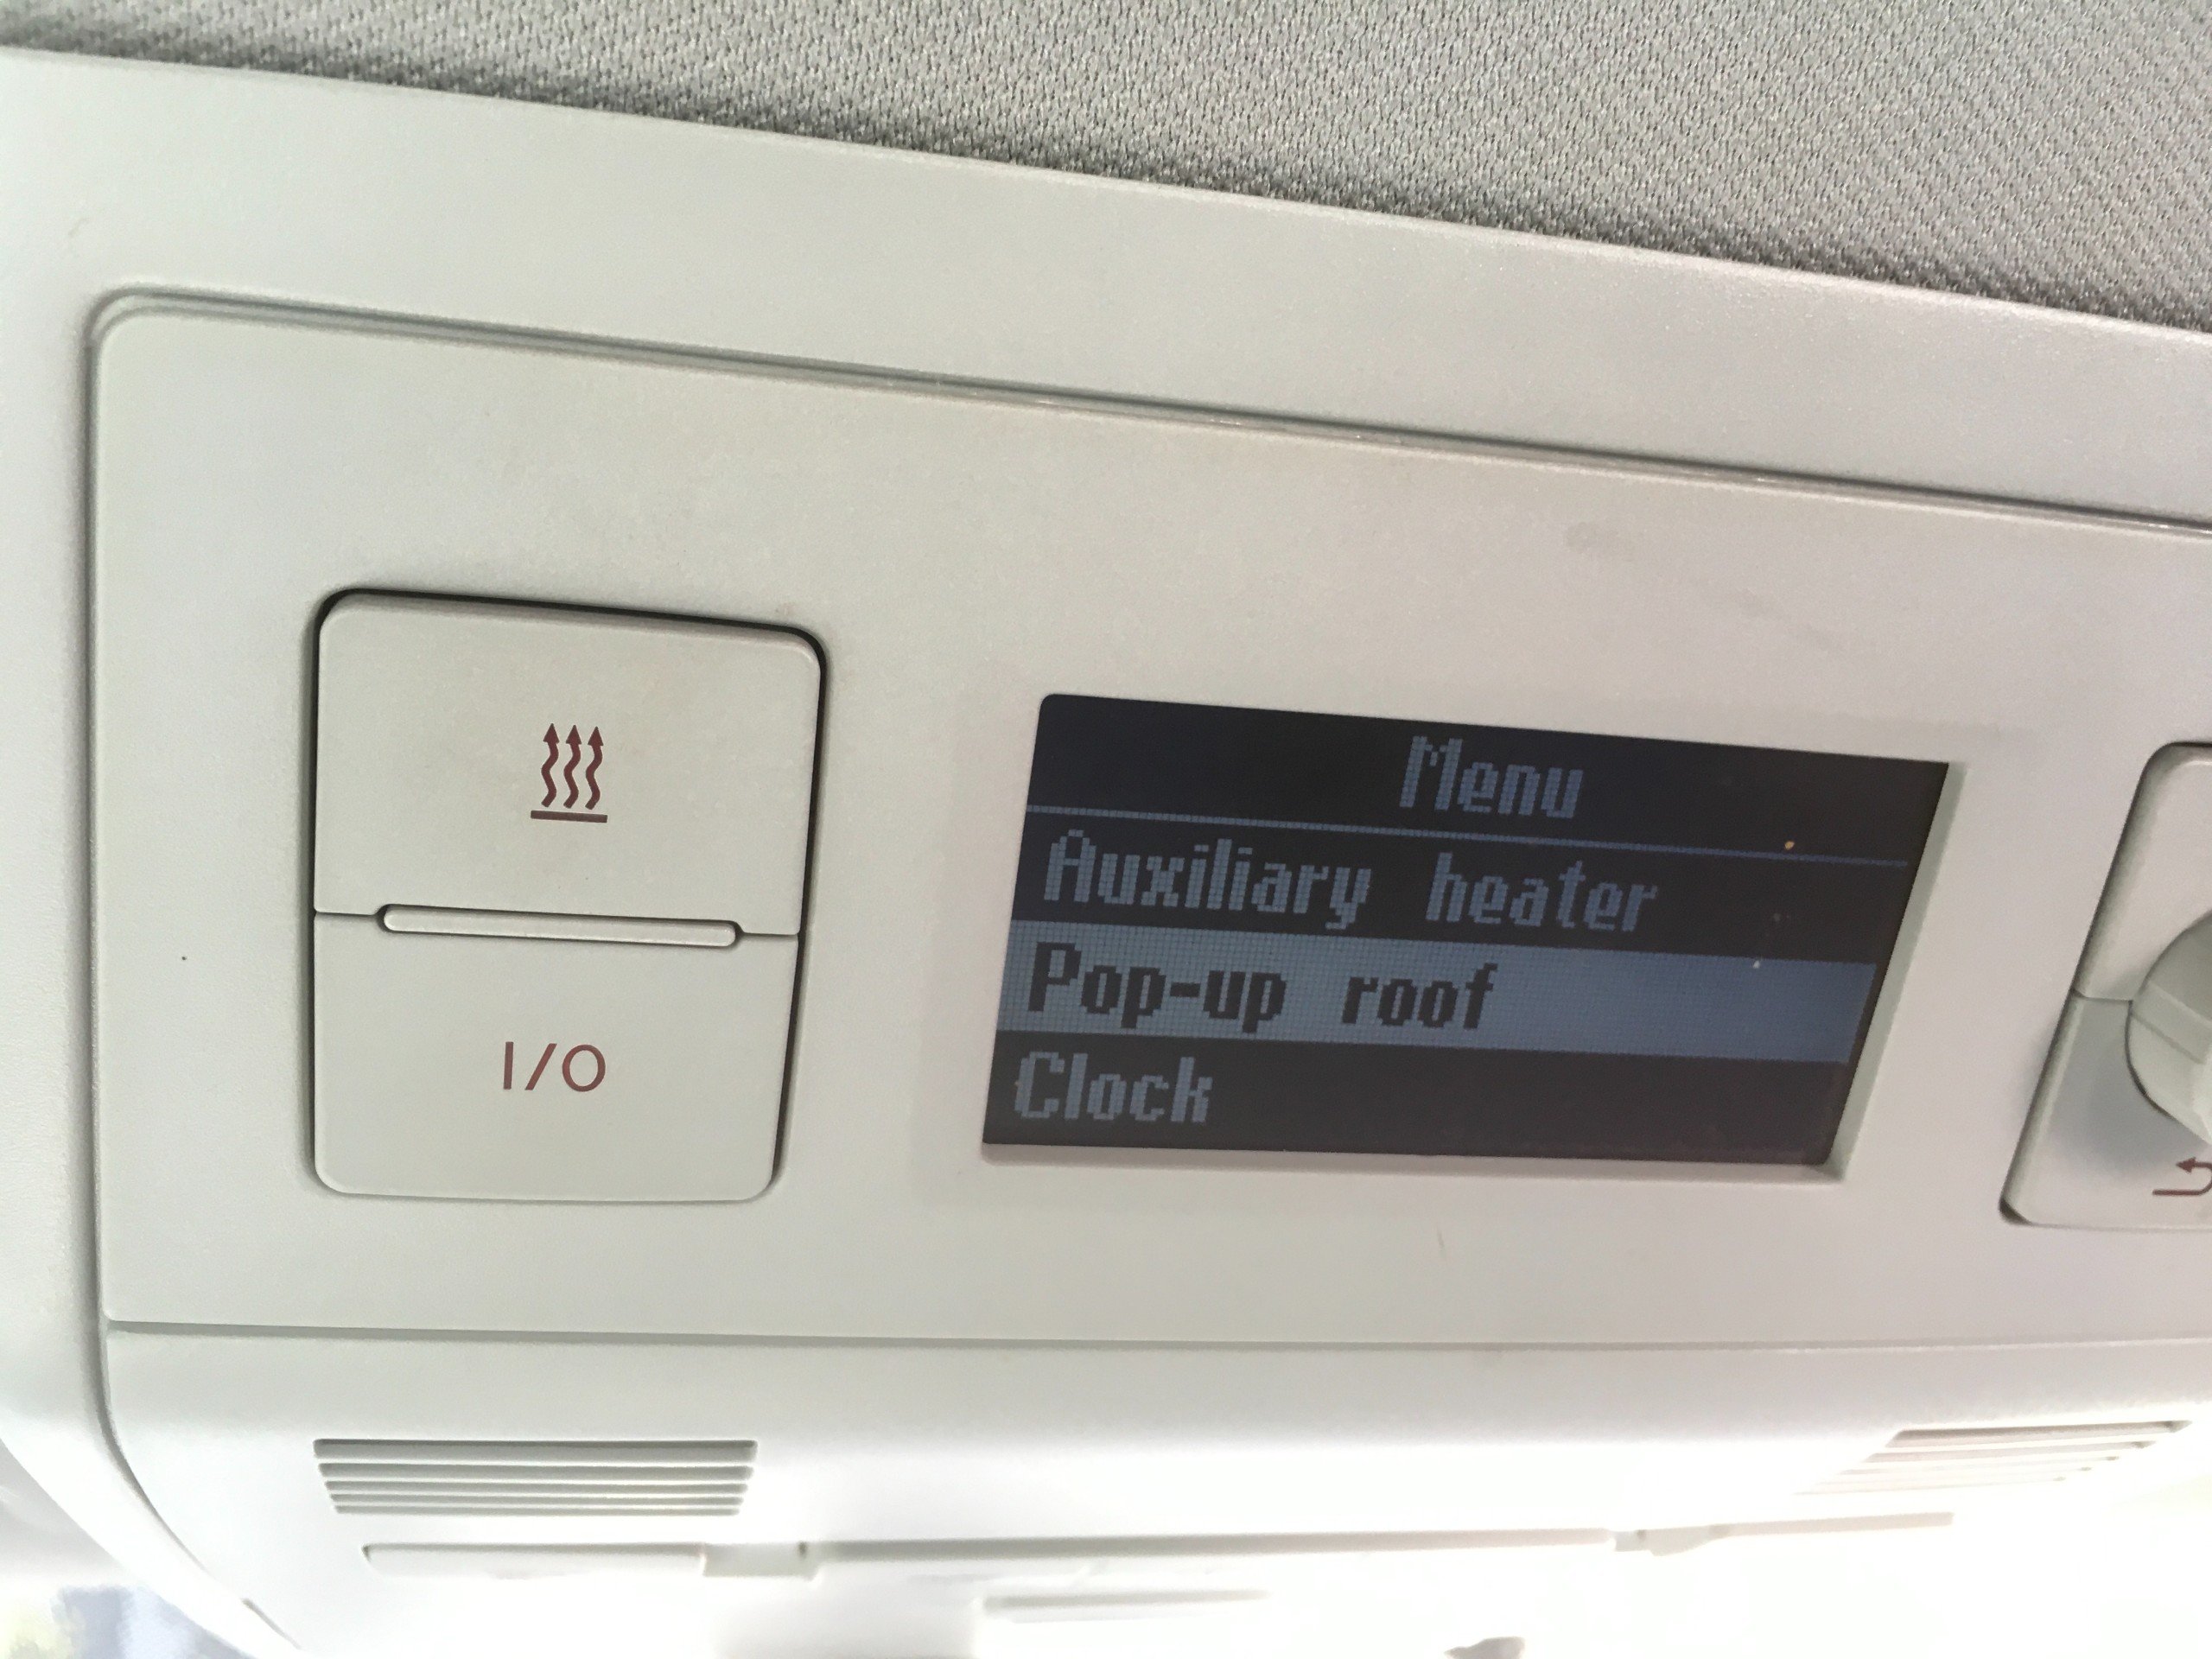 Menu
Auxiliary heater
Pop-up roof
Clock
I/O